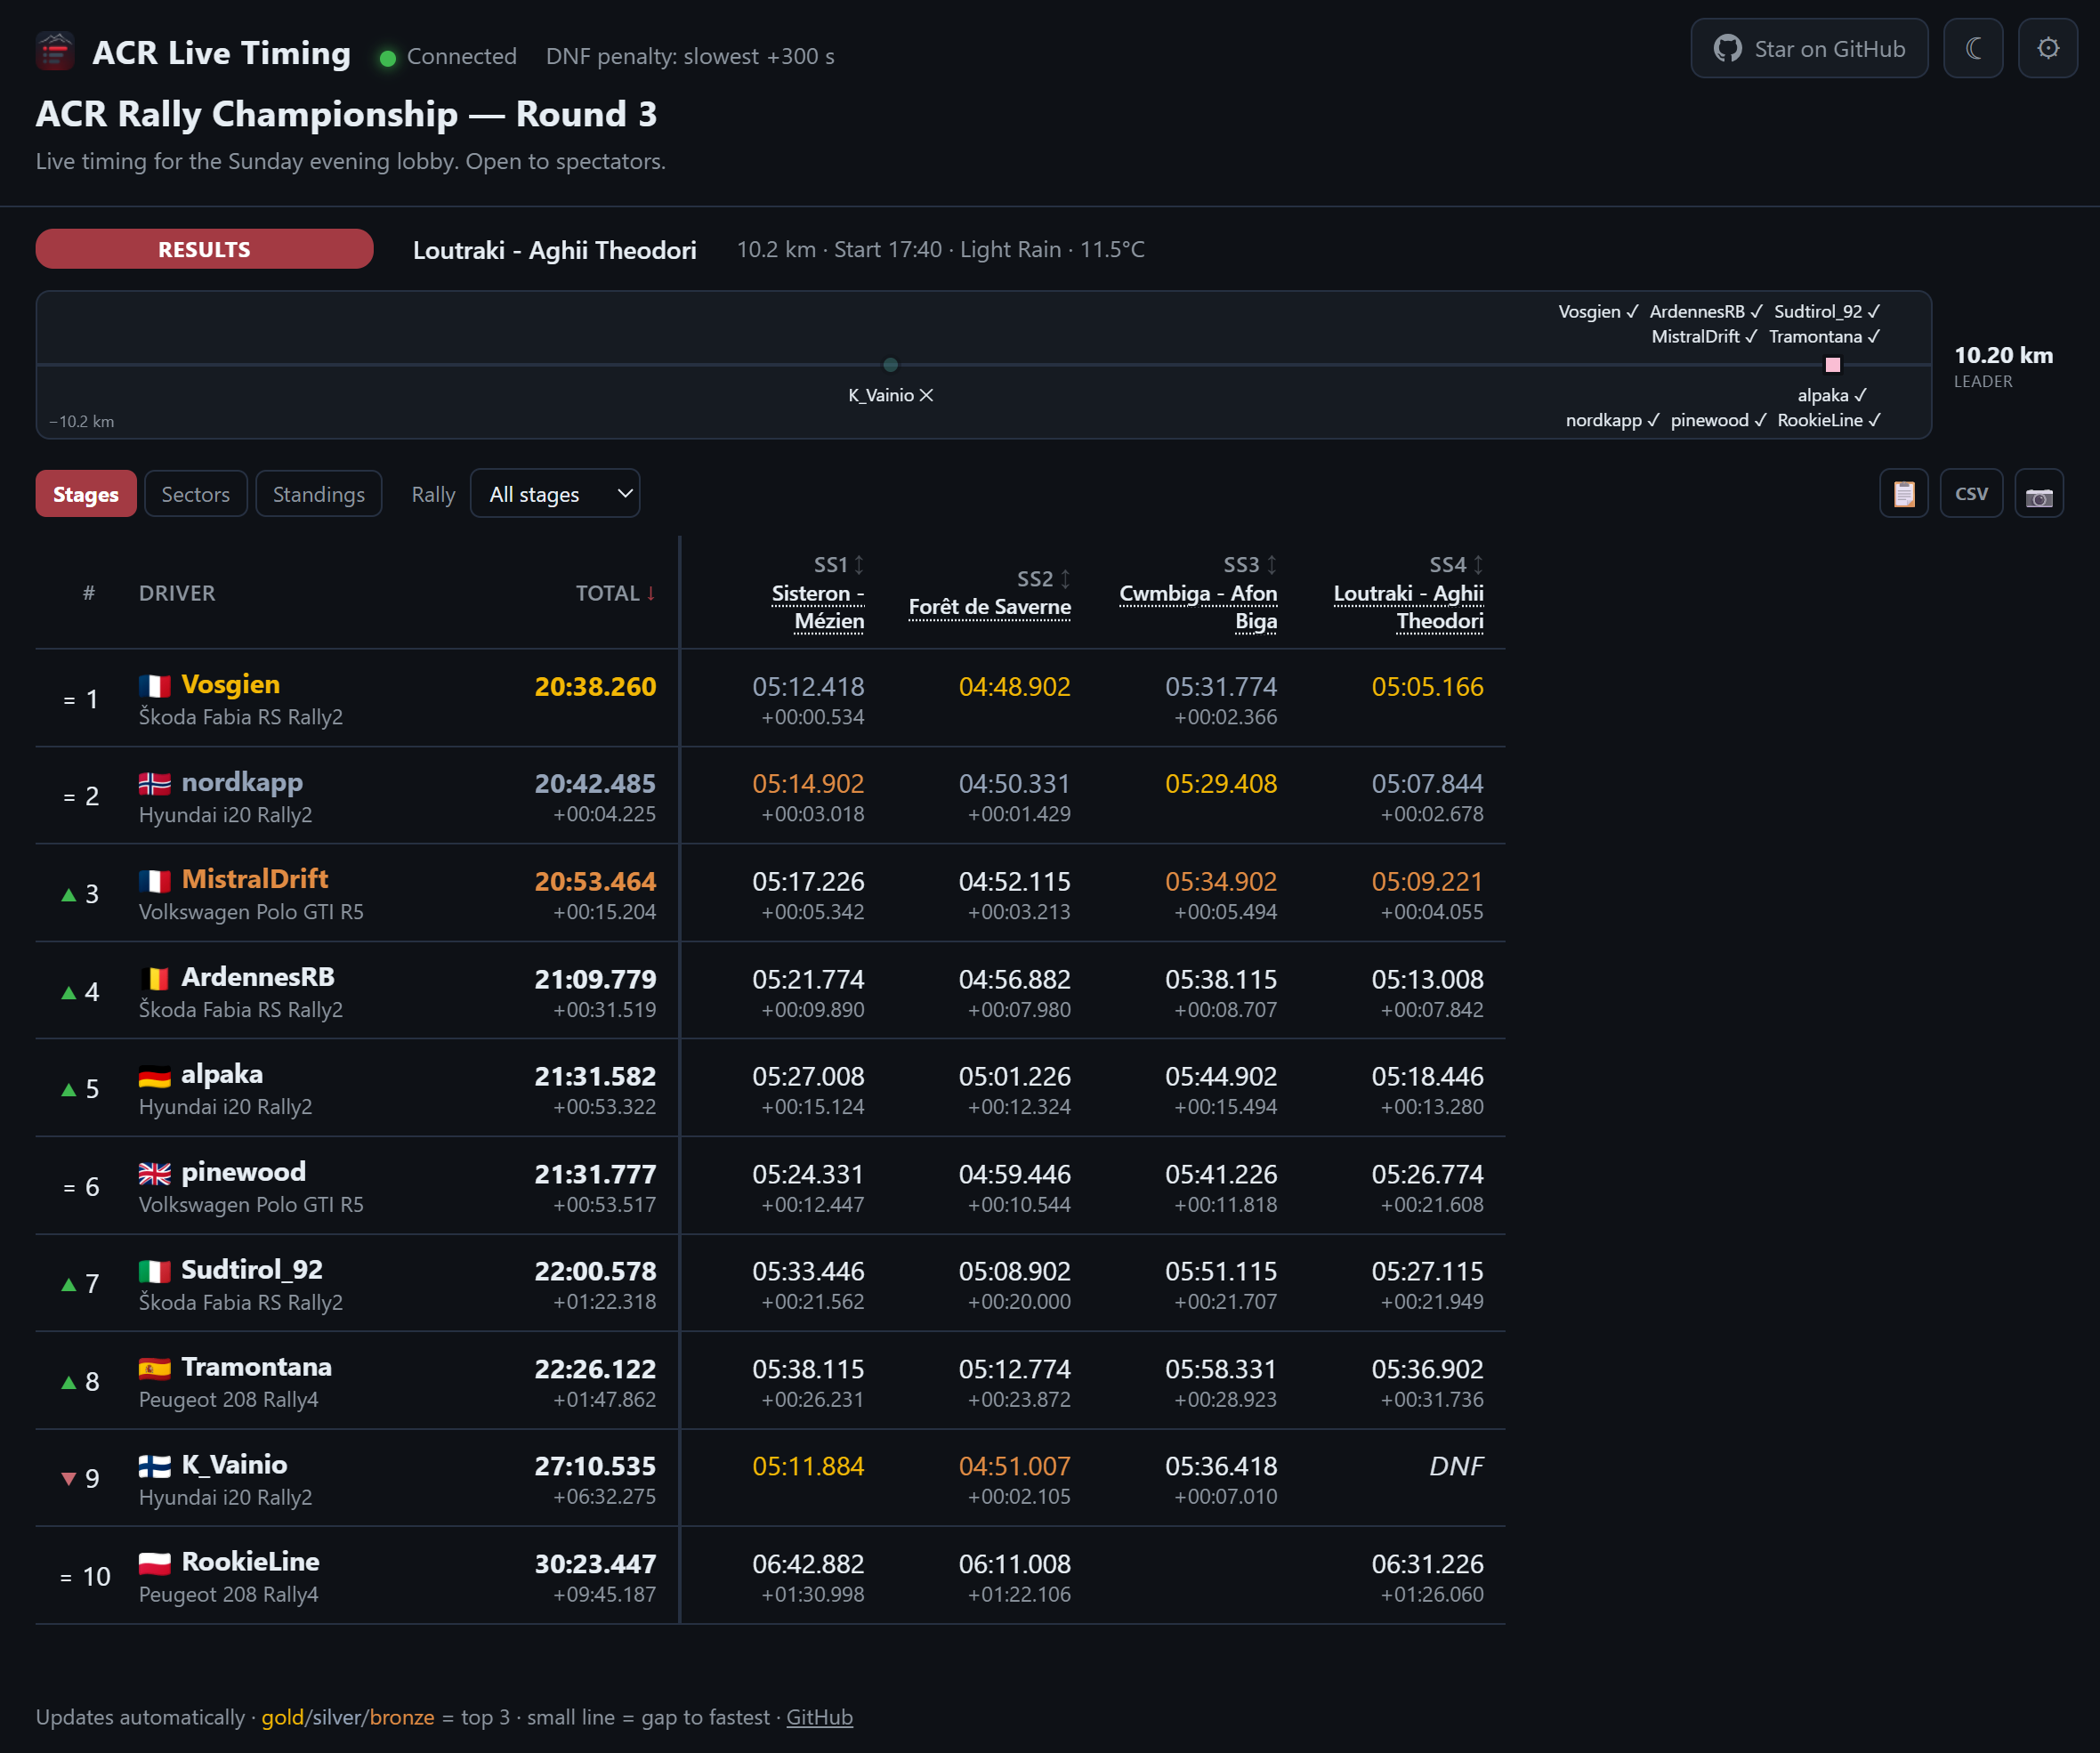 ACR Live Timing Connected DNF penalty: slowest +300 s Star on GitHub
ACR Rally Championship — Round 3
Live timing for the Sunday evening lobby. Open to spectators.
RESULTS Loutraki - Aghii Theodori 10.2 km · Start 17:40 · Light Rain · 11.5°C
Vosgien ✓ ArdennesRB ✓ Sudtirol_92 ✓
MistralDrift ✓ Tramontana ✓
10.20 km
LEADER
K_Vainio ✕ alpaka ✓
−10.2 km nordkapp ✓ pinewood ✓ RookieLine ✓
Stages Sectors Standings Rally All stages CSV
# DRIVER TOTAL ↓
SS1 ↕
Sisteron -
Mézien
SS2 ↕
Forêt de Saverne
SS3 ↕
Cwmbiga - Afon
Biga
SS4 ↕
Loutraki - Aghii
Theodori
= 1 Vosgien 20:38.260 05:12.418 04:48.902 05:31.774 05:05.166
Škoda Fabia RS Rally2 +00:00.534 +00:02.366
= 2 nordkapp 20:42.485 05:14.902 04:50.331 05:29.408 05:07.844
Hyundai i20 Rally2 +00:04.225 +00:03.018 +00:01.429 +00:02.678
▲ 3 MistralDrift 20:53.464 05:17.226 04:52.115 05:34.902 05:09.221
Volkswagen Polo GTI R5 +00:15.204 +00:05.342 +00:03.213 +00:05.494 +00:04.055
▲ 4 ArdennesRB 21:09.779 05:21.774 04:56.882 05:38.115 05:13.008
Škoda Fabia RS Rally2 +00:31.519 +00:09.890 +00:07.980 +00:08.707 +00:07.842
▲ 5 alpaka 21:31.582 05:27.008 05:01.226 05:44.902 05:18.446
Hyundai i20 Rally2 +00:53.322 +00:15.124 +00:12.324 +00:15.494 +00:13.280
= 6 pinewood 21:31.777 05:24.331 04:59.446 05:41.226 05:26.774
Volkswagen Polo GTI R5 +00:53.517 +00:12.447 +00:10.544 +00:11.818 +00:21.608
▲ 7 Sudtirol_92 22:00.578 05:33.446 05:08.902 05:51.115 05:27.115
Škoda Fabia RS Rally2 +01:22.318 +00:21.562 +00:20.000 +00:21.707 +00:21.949
▲ 8 Tramontana 22:26.122 05:38.115 05:12.774 05:58.331 05:36.902
Peugeot 208 Rally4 +01:47.862 +00:26.231 +00:23.872 +00:28.923 +00:31.736
▼ 9 K_Vainio 27:10.535 05:11.884 04:51.007 05:36.418 DNF
Hyundai i20 Rally2 +06:32.275 +00:02.105 +00:07.010
= 10 RookieLine 30:23.447 06:42.882 06:11.008 06:31.226
Peugeot 208 Rally4 +09:45.187 +01:30.998 +01:22.106 +01:26.060
Updates automatically · gold/silver/bronze = top 3 · small line = gap to fastest · GitHub